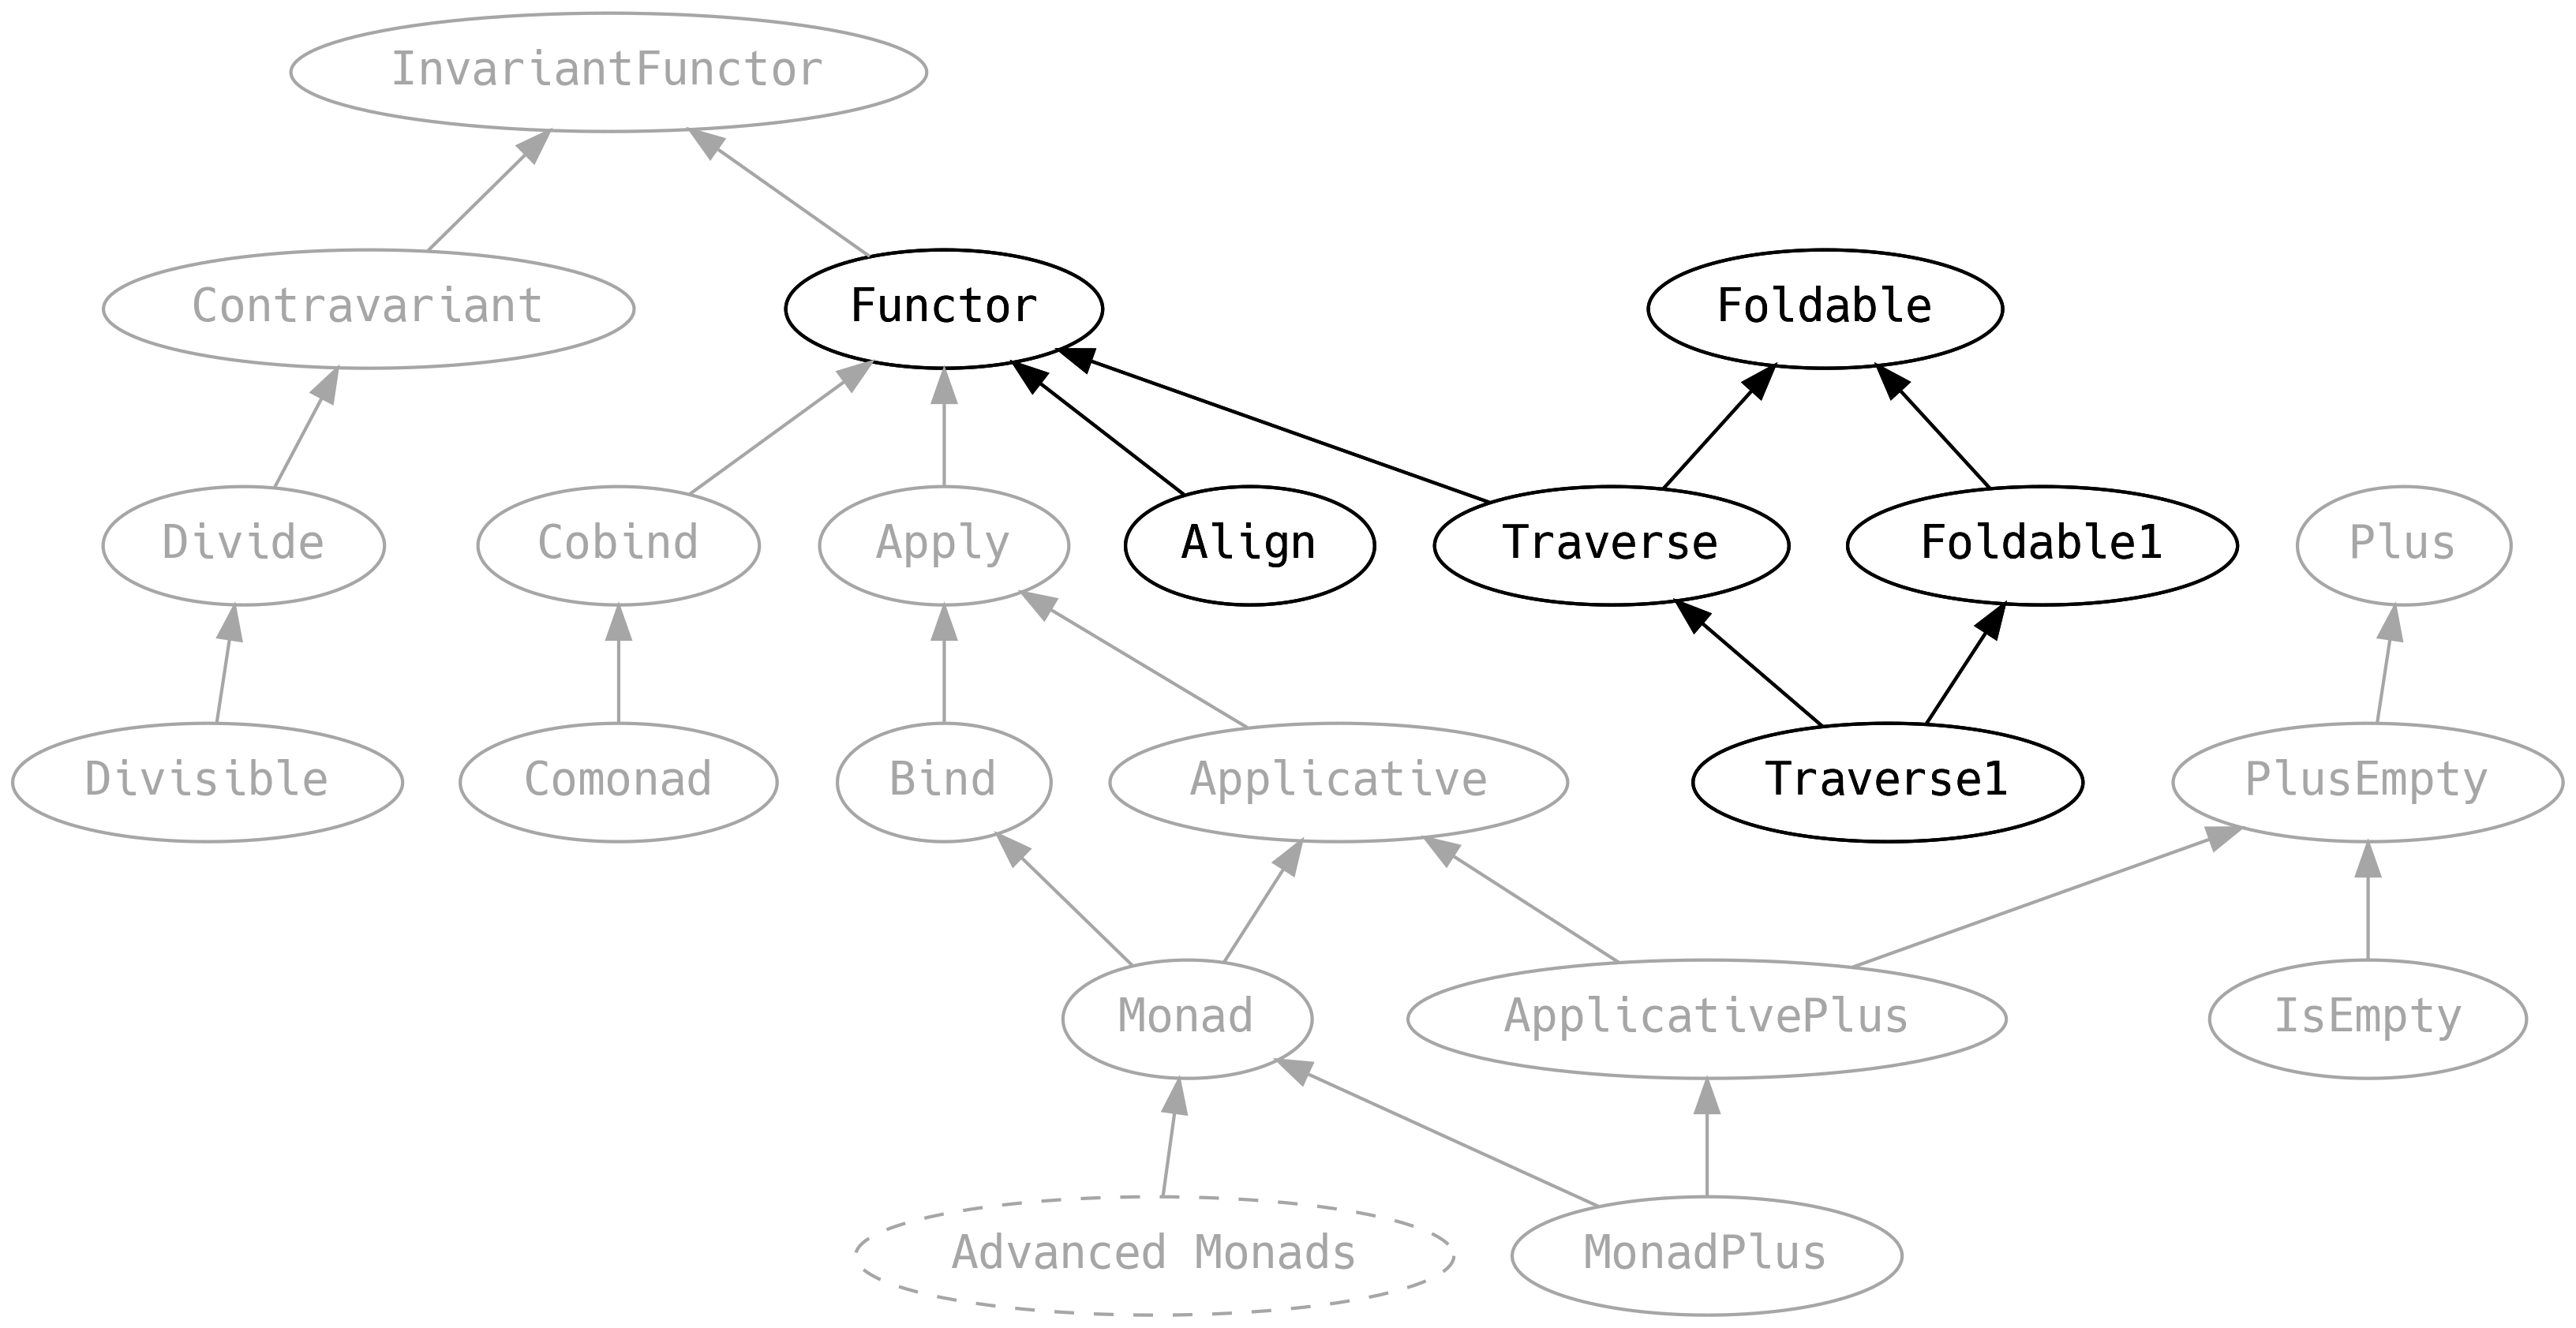 InvariantFunctor
Contravariant
Functor
Foldable
Divide
Cobind
Apply
Align
Traverse
Foldable1
Plus
Divisible
Comonad
Bind
Applicative
Traverse1
PlusEmpty
Monad
ApplicativePlus
IsEmpty
Advanced Monads
MonadPlus